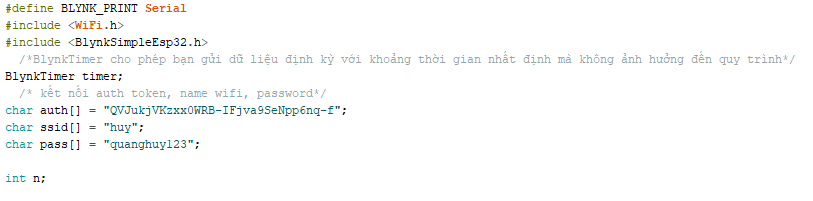 #define BLYNK_PRINT Serial
#include <WiFi.h>
#include <BlynkSimpleEsp32.h>
/*BlynkTimer cho phép bạn gửi dữ liệu định kỳ với khoảng thời gian nhất định mà không ảnh hưởng đến quy trình*/
BlynkTimer timer;
/* kết nối auth token, name wifi, password*/
char auth[] = "QVJukjVKzxx0WRB-IFjva9SeNpp6nq-f";
char ssid[] = "huy";
char pass[] = "quanghuy123";
int n;